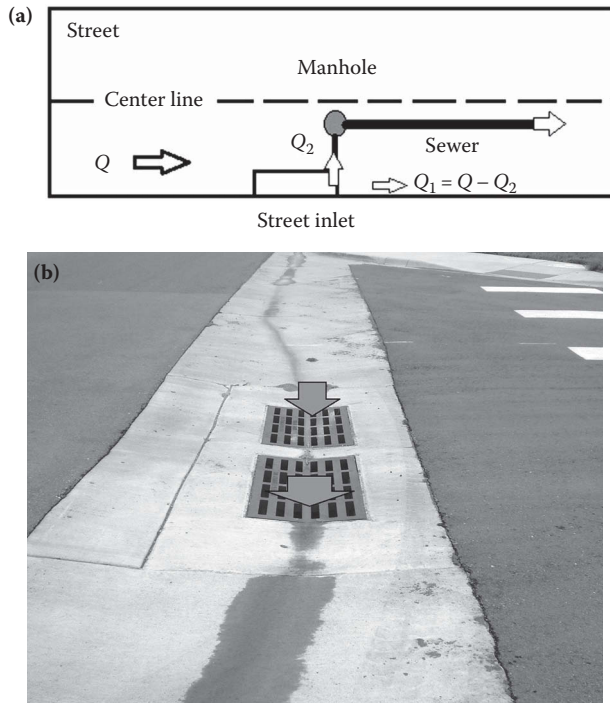 (a)
Street
Manhole
Center line
Q₂
Q
Sewer
Q₁ = Q – Q₂
Street inlet
(b)